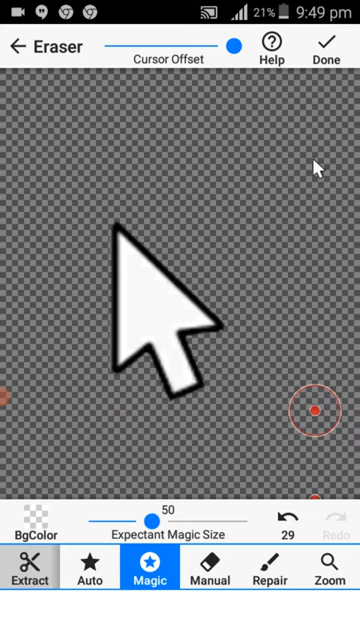 21% 9:49 pm
Eraser
Cursor Offset
Help
Done
50
Expectant Magic Size
BgColor
29
Redo
Extract
Auto
Magic
Manual
Repair
Zoom